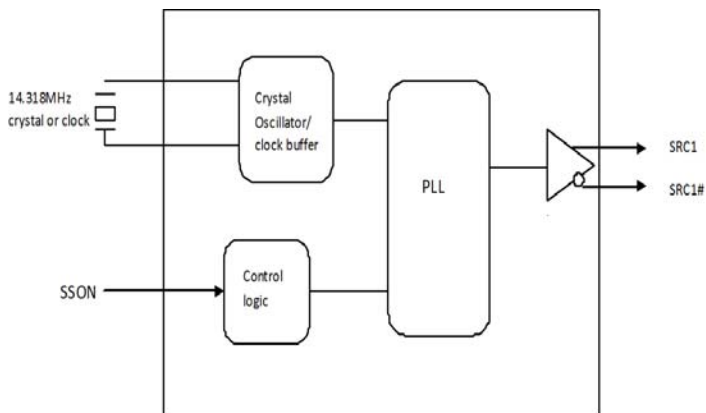 14.318MHz
crystal or clock
Crystal
Oscillator/
clock buffer
PLL
SRC1
SRC1#
SSON
Control
logic